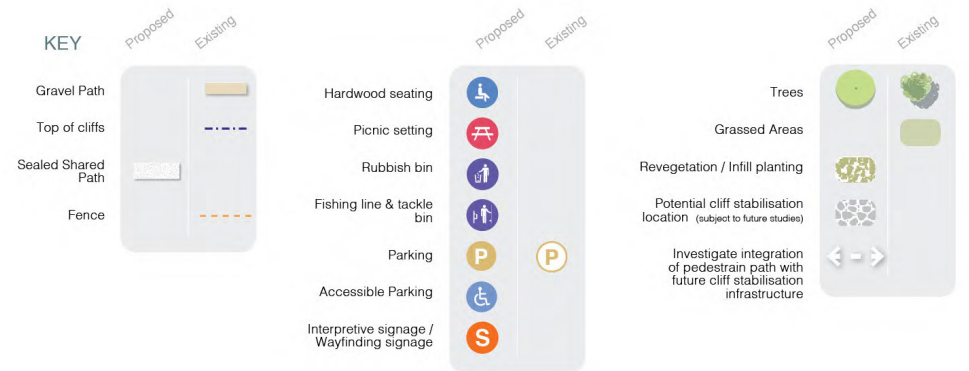 KEY
Proposed
Existing
Gravel Path
Top of cliffs
Sealed Shared
Path
Fence
Proposed
Existing
Hardwood seating
Picnic setting
Rubbish bin
Fishing line & tackle
bin
Parking
P
P
Accessible Parking
Interpretive signage /
Wayfinding signage
S
Proposed
Existing
Trees
Grassed Areas
Revegetation / Infill planting
Potential cliff stabilisation
location (subject to future studies)
Investigate integration
of pedestrain path with
future cliff stabilisation
infrastructure